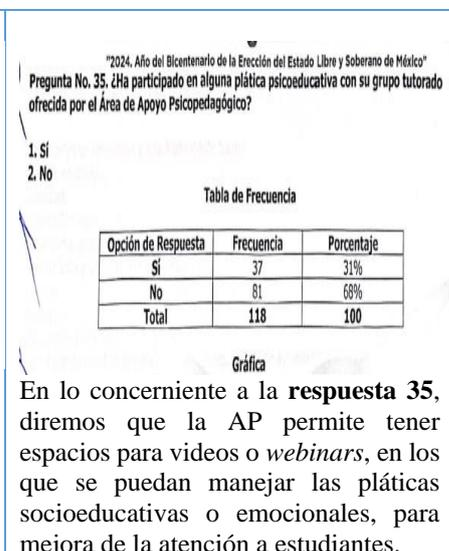 "2024, Año del Bicentenario de la Erección del Estado Libre y Soberano de México"
Pregunta No. 35. ¿Ha participado en alguna plática psicoeducativa con su grupo tutorado
ofrecida por el Área de Apoyo Psicopedagógico?
1. Sí
2. No
Tabla de Frecuencia
Opción de Respuesta Frecuencia Porcentaje
Sí 37 31%
No 81 68%
Total 118 100
Gráfica
En lo concerniente a la respuesta 35,
diremos que la AP permite tener
espacios para videos o webinars, en los
que se puedan manejar las pláticas
socioeducativas o emocionales, para
mejora de la atención a estudiantes.